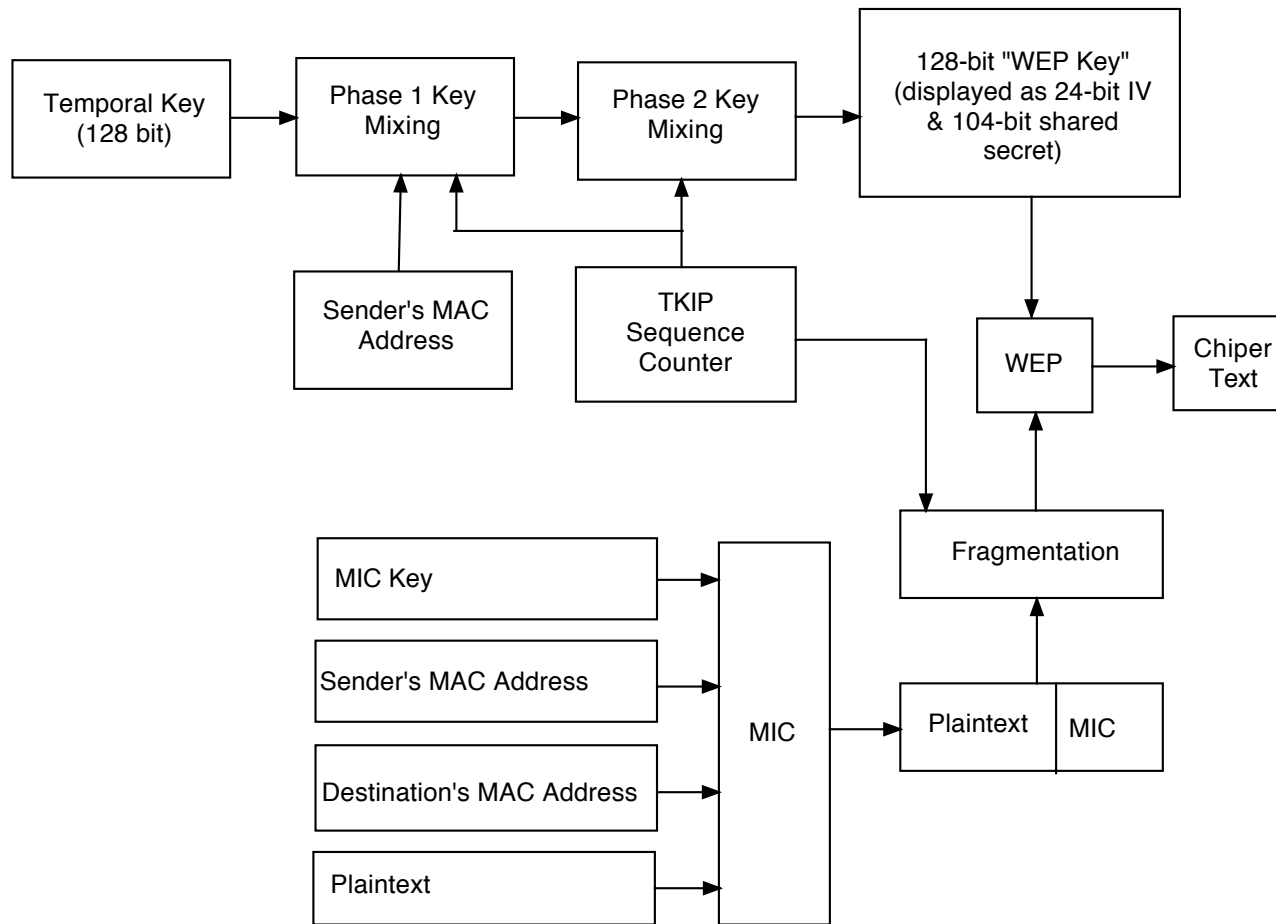 Temporal Key
(128 bit)
Phase 1 Key
Mixing
Phase 2 Key
Mixing
128-bit "WEP Key"
(displayed as 24-bit IV
& 104-bit shared
secret)
Sender's MAC
Address
TKIP
Sequence
Counter
WEP
Chiper
Text
Fragmentation
MIC Key
Sender's MAC Address
Destination's MAC Address
Plaintext
MIC
Plaintext
MIC